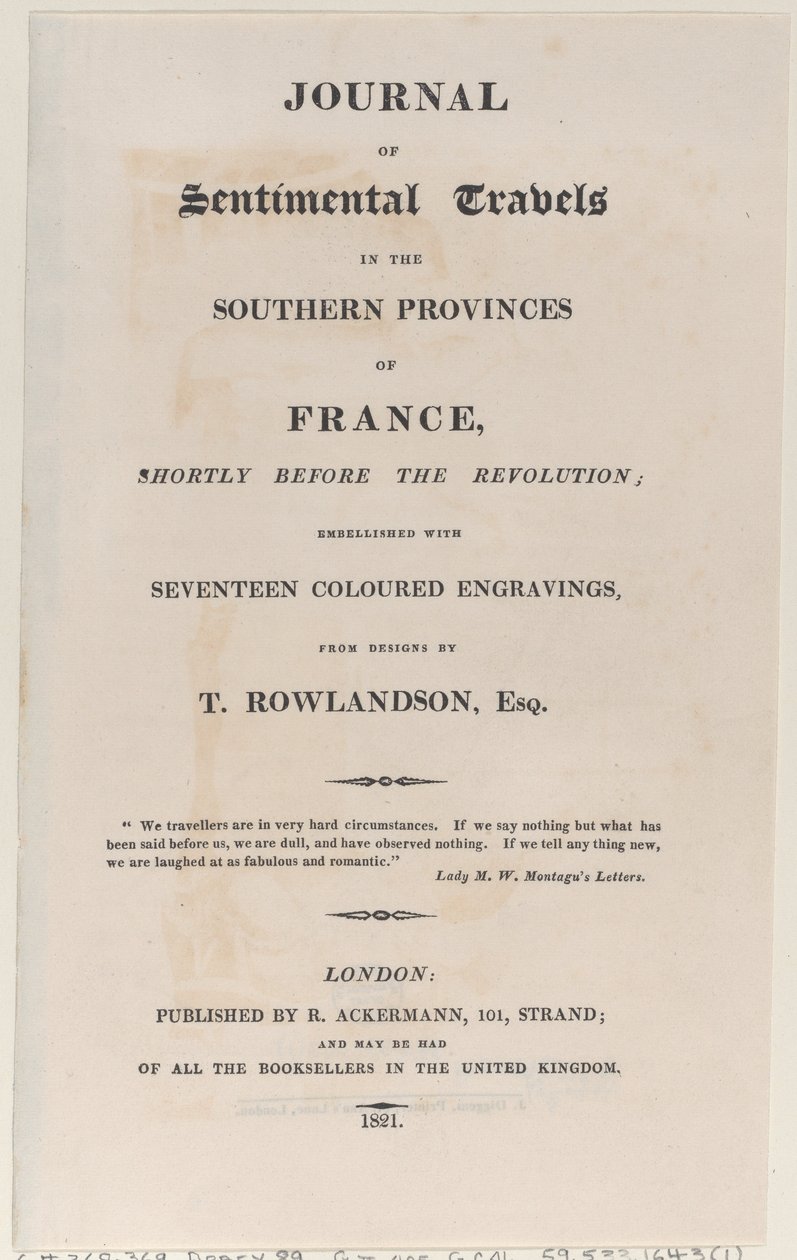 JOURNAL
OF
Sentimental Travels
IN THE
SOUTHERN PROVINCES
OF
FRANCE,
SHORTLY BEFORE THE REVOLUTION;
EMBELLISHED WITH
SEVENTEEN COLOURED ENGRAVINGS,
FROM DESIGNS BY
T. ROWLANDSON, Esq.
“ We travellers are in very hard circumstances. If we say nothing but what has
been said before us, we are dull, and have observed nothing. If we tell any thing new,
we are laughed at as fabulous and romantic.”
Lady M. W. Montagu's Letters.
LONDON:
PUBLISHED BY R. ACKERMANN, 101, STRAND;
AND MAY BE HAD
OF ALL THE BOOKSELLERS IN THE UNITED KINGDOM.
1821.
59.533.1643(1)